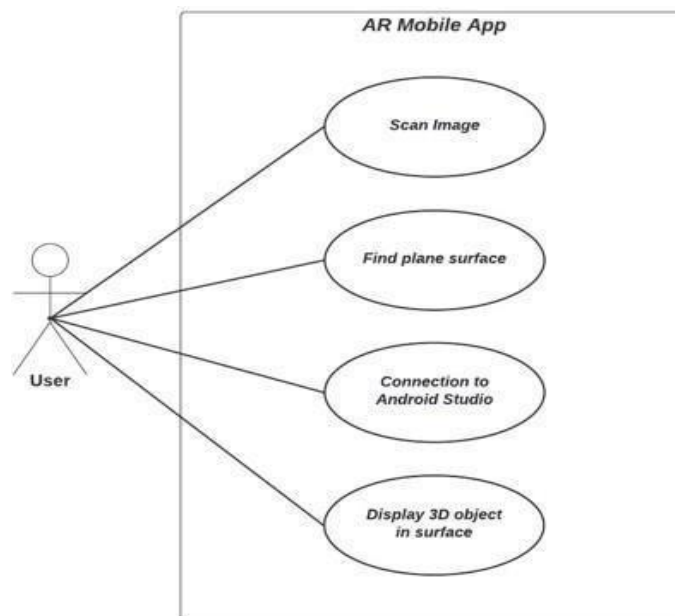 AR Mobile App
Scan Image
Find plane surface
User
Connection to
Android Studio
Display 3D object
in surface